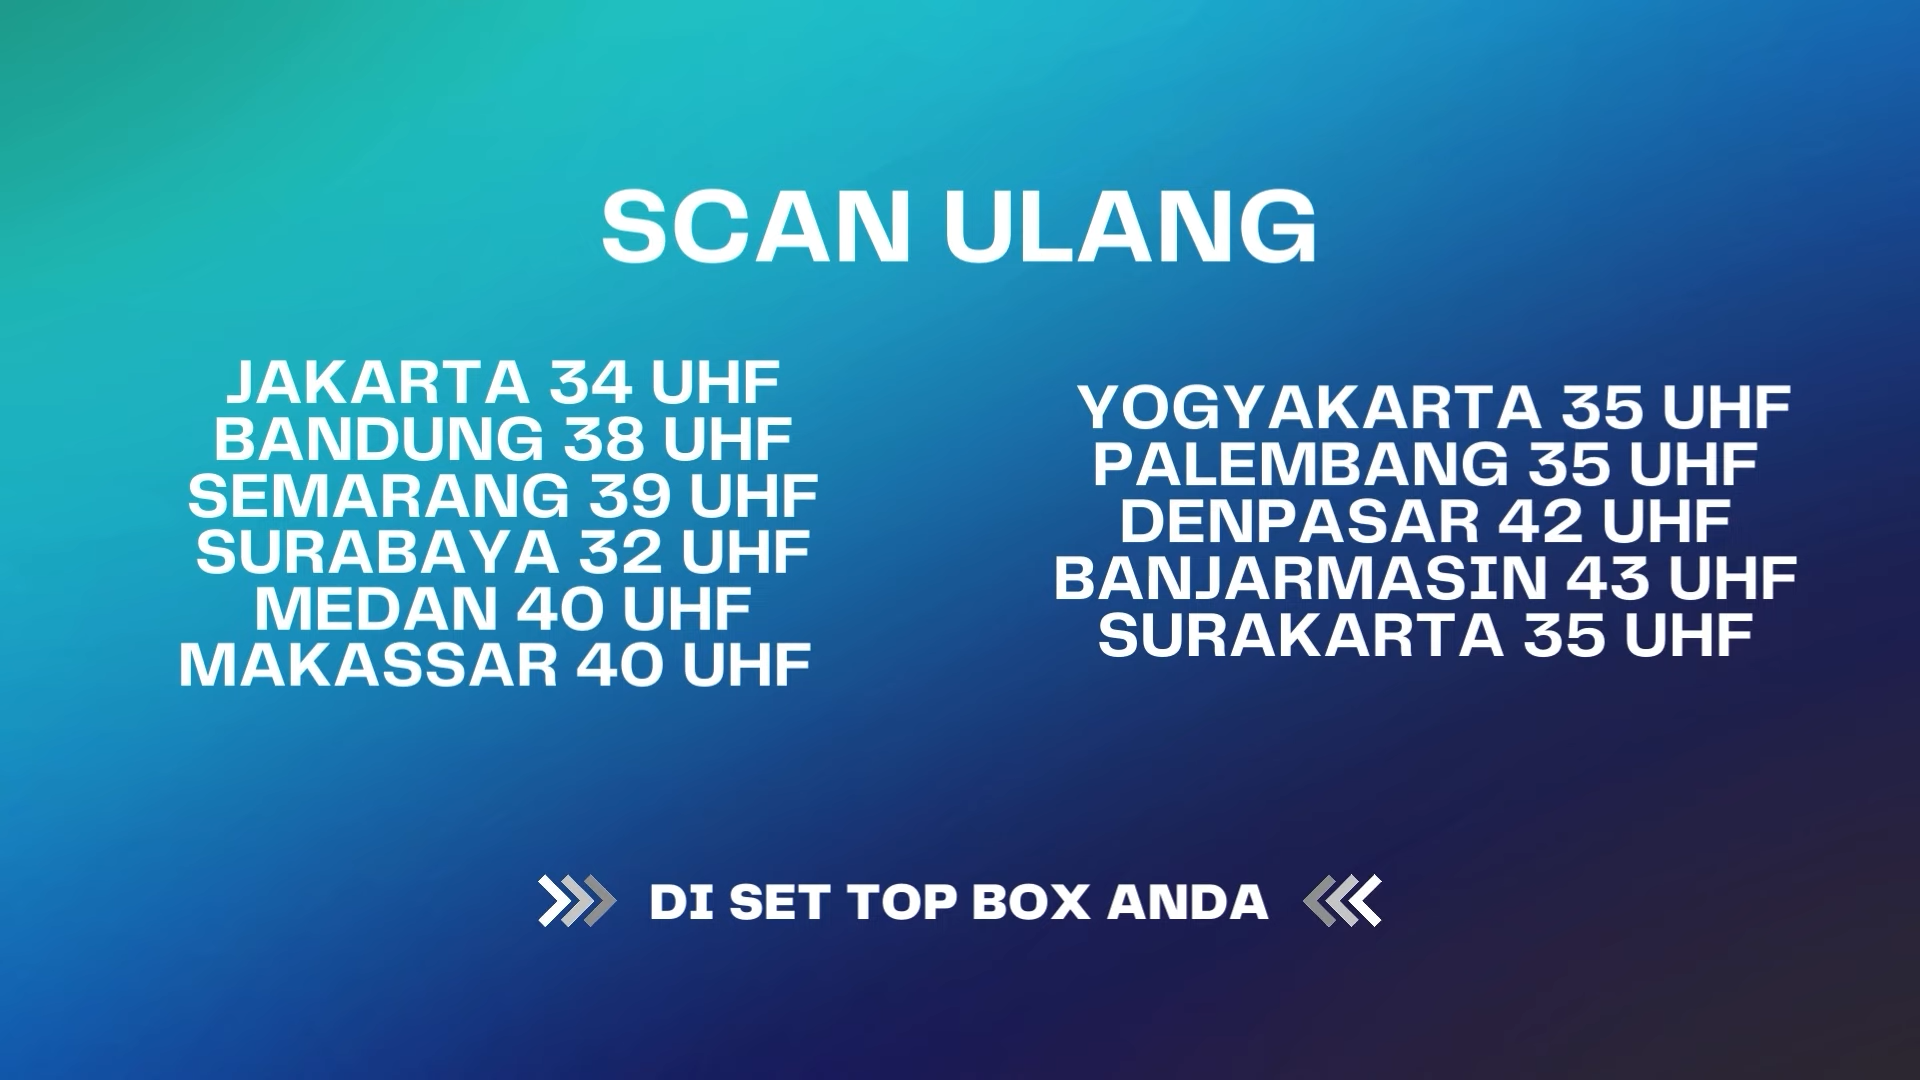 SCAN ULANG
JAKARTA 34 UHF
BANDUNG 38 UHF
SEMARANG 39 UHF
SURABAYA 32 UHF
MEDAN 40 UHF
MAKASSAR 40 UHF
YOGYAKARTA 35 UHF
PALEMBANG 35 UHF
DENPASAR 42 UHF
BANJARMASIN 43 UHF
SURAKARTA 35 UHF
DI SET TOP BOX ANDA